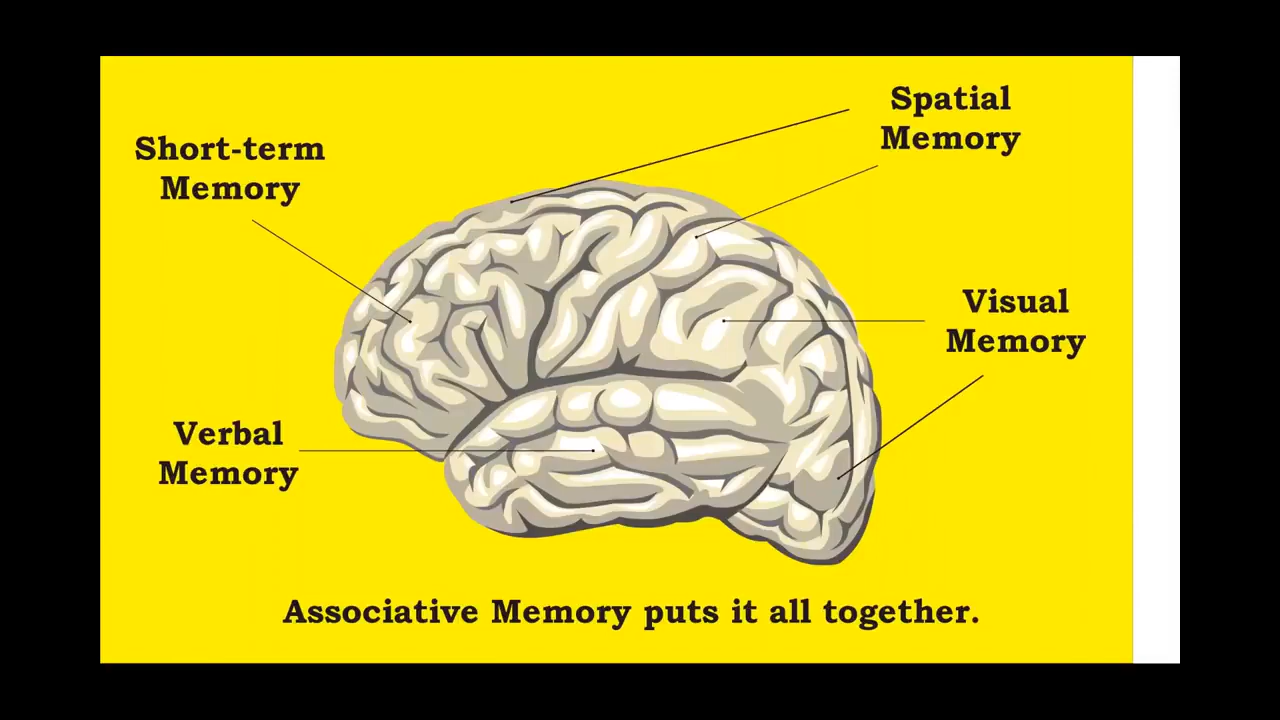 Short-term
Memory
Spatial
Memory
Visual
Memory
Verbal
Memory
Associative Memory puts it all together.